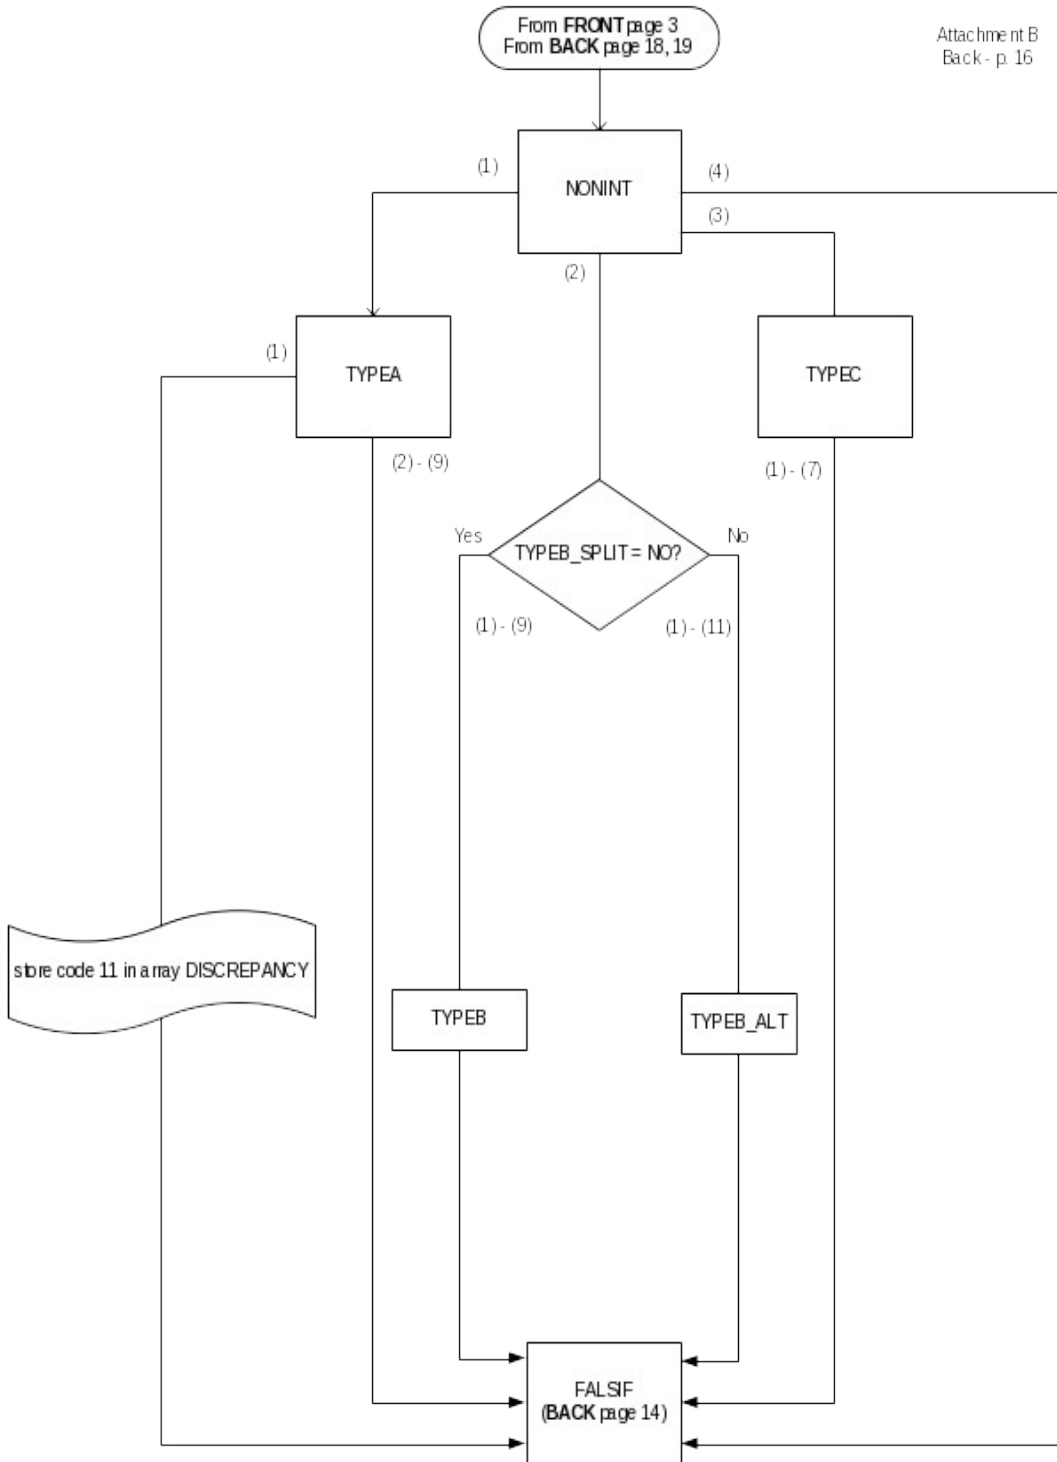 From FRONT page 3
From BACK page 18, 19
Attachment B
Back - p. 16
(1)
NONINT
(4)
(3)
(2)
(1)
TYPEA
TYPEC
(2) - (9)
(1) - (7)
Yes
TYPEB_SPLIT = NO?
No
(1) - (9)
(1) - (11)
store code 11 in array DISCREPANCY
TYPEB
TYPEB_ALT
FALSIF
(BACK page 14)